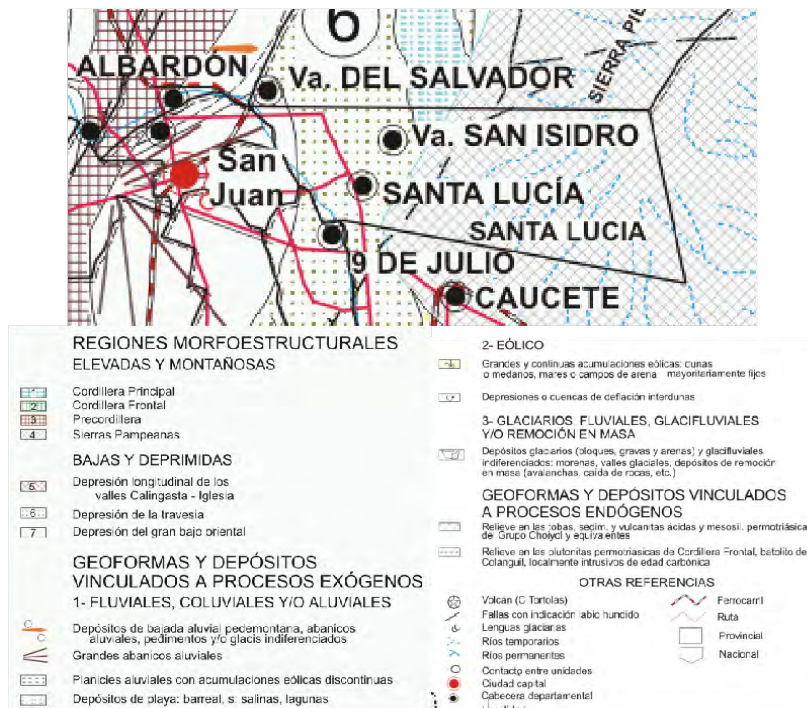 6
SIERRA PIE
ALBARDÓN
Va. DEL SALVADOR
Va. SAN ISIDRO
San
Juan
SANTA LUCÍA
SANTA LUCIA
9 DE JULIO
CAUCETE
REGIONES MORFOESTRUCTURALES
ELEVADAS Y MONTAÑOSAS
1 Cordillera Principal
2 Cordillera Frontal
3 Precordillera
4 Sierras Pampeanas
BAJAS Y DEPRIMIDAS
5 Depresión longitudinal de los
valles Calingasta - Iglesia
6 Depresión de la travesía
7 Depresión del gran bajo oriental
GEOFORMAS Y DEPÓSITOS
VINCULADOS A PROCESOS EXÓGENOS
1- FLUVIALES, COLUVIALES Y/O ALUVIALES
Depósitos de bajada aluvial pedemontana, abanicos
aluviales, pedimentos y/o glacis indiferenciados
Grandes abanicos aluviales
Planicies aluviales con acumulaciones eólicas discontinuas
Depósitos de playa: barreal, s: salinas, lagunas
2- EÓLICO
Grandes y continuas acumulaciones eólicas: dunas
o medanos, mares o campos de arena mayoritariamente fijos
Depresiones o cuencas de deflación interdunas
3- GLACIARIOS, FLUVIALES, GLACIFLUVIALES
Y/O REMOCIÓN EN MASA
Depósitos glaciarios (bloques, gravas y arenas) y glacifluviales
indiferenciados: morenas, valles glaciales, depósitos de remoción
en masa (avalanchas, caída de rocas, etc.)
GEOFORMAS Y DEPÓSITOS VINCULADOS
A PROCESOS ENDÓGENOS
Relieve en las tobas, sedim. y vulcanitas ácidas y mesosil. permotriásica
del Grupo Choiyol y equivalentes
Relieve en las plutonitas permotriasicas de Cordillera Frontal, batolito de
Colanguil, localmente intrusivos de edad carbónica
OTRAS REFERENCIAS
Volcan (C Tortolas)
Fallas con indicación labio hundido
Lenguas glaciarias
Ríos temporarios
Ríos permanentes
Contacto entre unidades
Ciudad capital
Cabecera departamental
Ferrocarril
Ruta
Provincial
Nacional